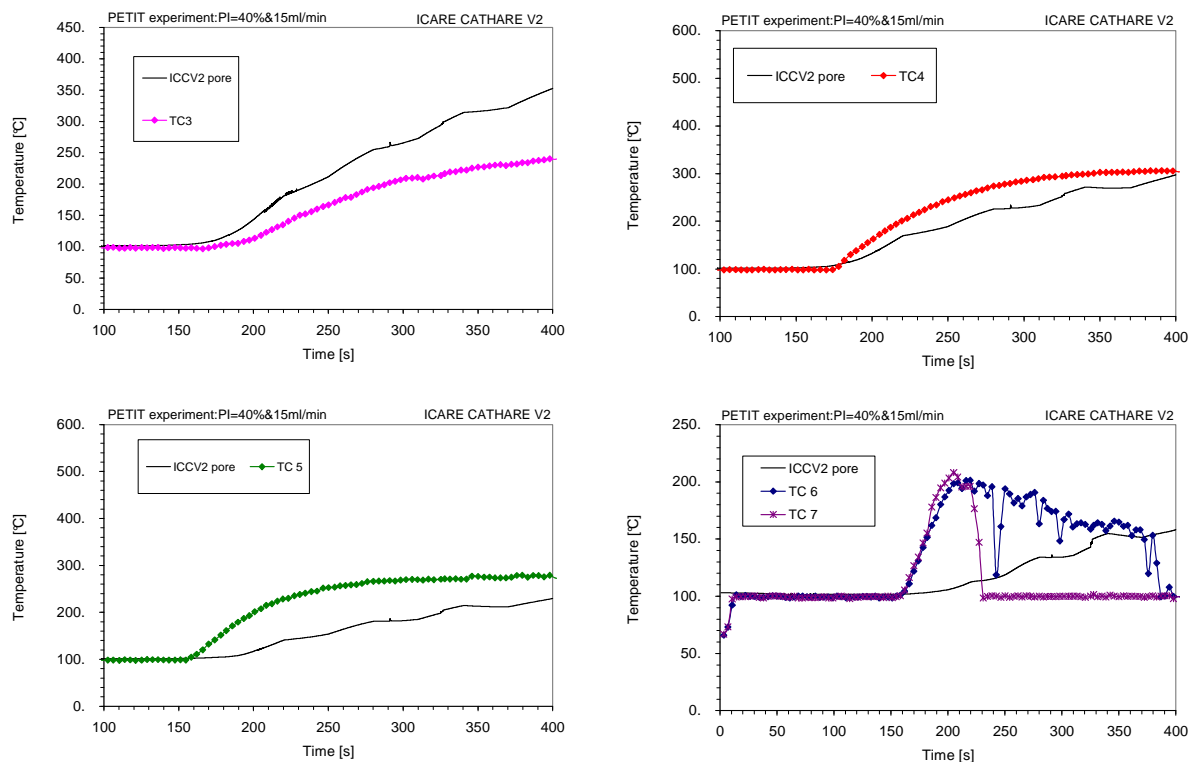 PETIT experiment:PI=40%&15ml/min ICARE CATHARE V2
450.
400.
350.
300.
250.
200.
150.
100.
50.
0.
Temperature [°C]
ICCV2 pore
TC3
100 150 200 250 300 350 400
Time [s]
PETIT experiment:PI=40%&15ml/min ICARE CATHARE V2
600.
500.
400.
300.
200.
100.
0.
Temperature [°C]
ICCV2 pore TC4
100 150 200 250 300 350 400
Time [s]
PETIT experiment:PI=40%&15ml/min ICARE CATHARE V2
600.
500.
400.
300.
200.
100.
0.
Temperature [°C]
ICCV2 pore TC 5
100 150 200 250 300 350 400
Time [s]
PETIT experiment:PI=40%&15ml/min ICARE CATHARE V2
250.
200.
150.
100.
50.
0.
Temperature [°C]
ICCV2 pore
TC 6
TC 7
0 50 100 150 200 250 300 350 400
Time [s]